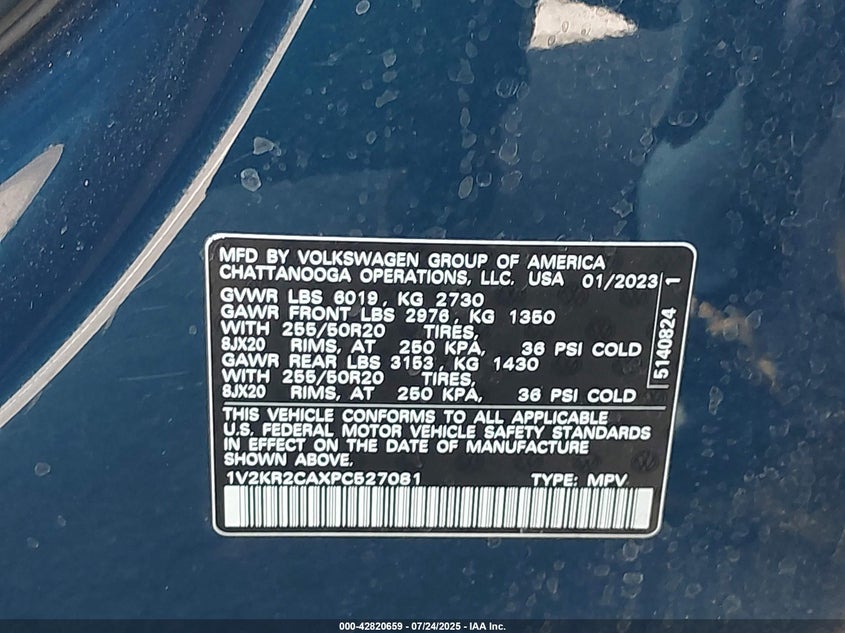 MFD BY VOLKSWAGEN GROUP OF AMERICA
CHATTANOOGA OPERATIONS, LLC. USA 01/2023 1
GVWR LBS 6019, KG 2730
GAWR FRONT LBS 2976, KG 1350
WITH 255/50R20 TIRES,
8JX20 RIMS, AT 250 KPA, 36 PSI COLD
GAWR REAR LBS 3153, KG 1430
WITH 255/50R20 TIRES,
8JX20 RIMS, AT 250 KPA, 36 PSI COLD
5140824
THIS VEHICLE CONFORMS TO ALL APPLICABLE
U.S. FEDERAL MOTOR VEHICLE SAFETY STANDARDS
IN EFFECT ON THE DATE OF MANUFACTURE
SHOWN ABOVE.
1V2KR2CAXPC527081 TYPE: MPV
000-42820659 - 07/24/2025 - IAA Inc.